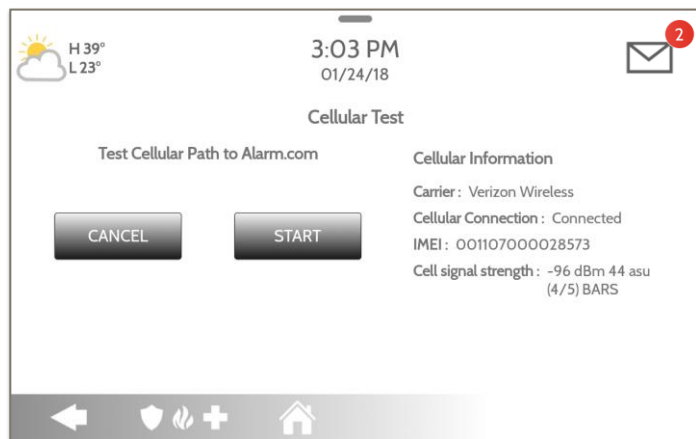 H 39°
L 23°
3:03 PM
01/24/18
2
Cellular Test
Test Cellular Path to Alarm.com
CANCEL
START
Cellular Information
Carrier : Verizon Wireless
Cellular Connection : Connected
IMEI : 001107000028573
Cell signal strength : -96 dBm 44 asu
(4/5) BARS